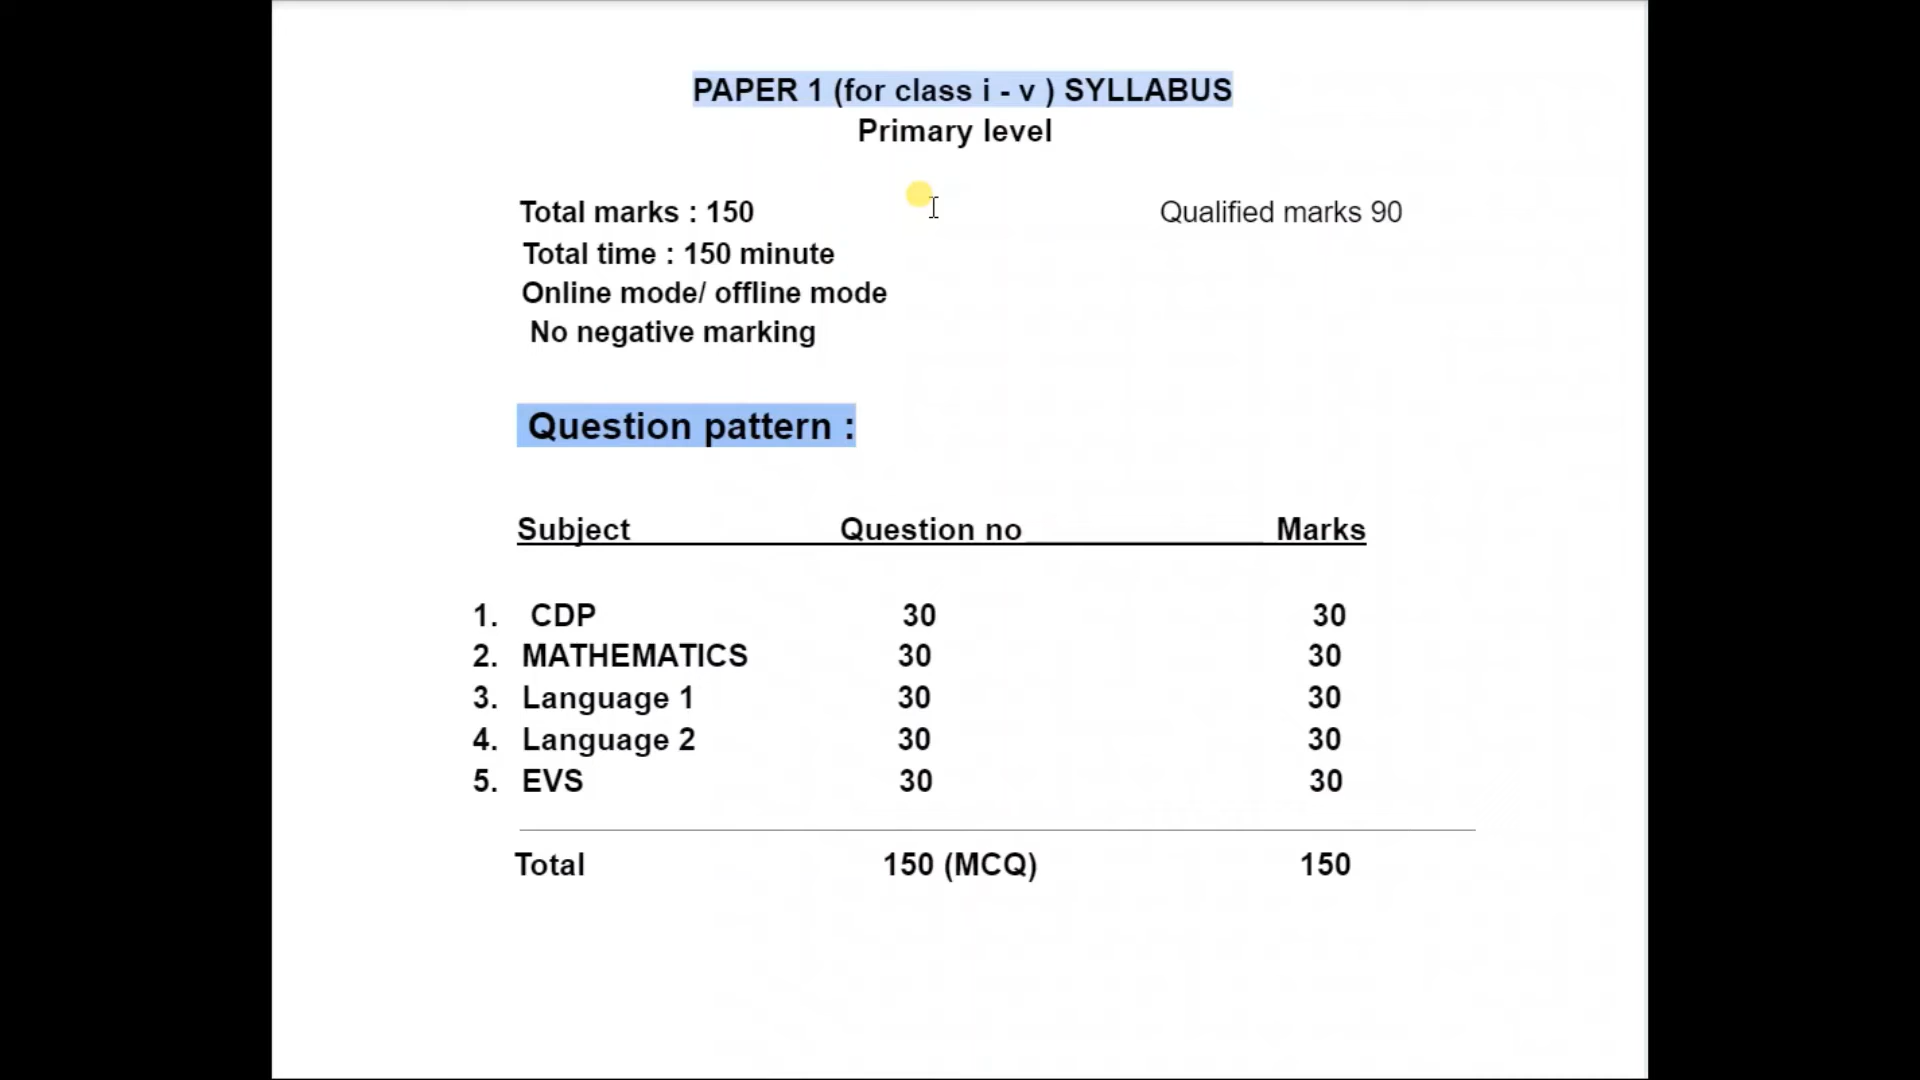 PAPER 1 (for class i - v ) SYLLABUS
Primary level
Total marks : 150 Qualified marks 90
Total time : 150 minute
Online mode/ offline mode
No negative marking
Question pattern :
Subject Question no Marks
1. CDP 30 30
2. MATHEMATICS 30 30
3. Language 1 30 30
4. Language 2 30 30
5. EVS 30 30
Total 150 (MCQ) 150